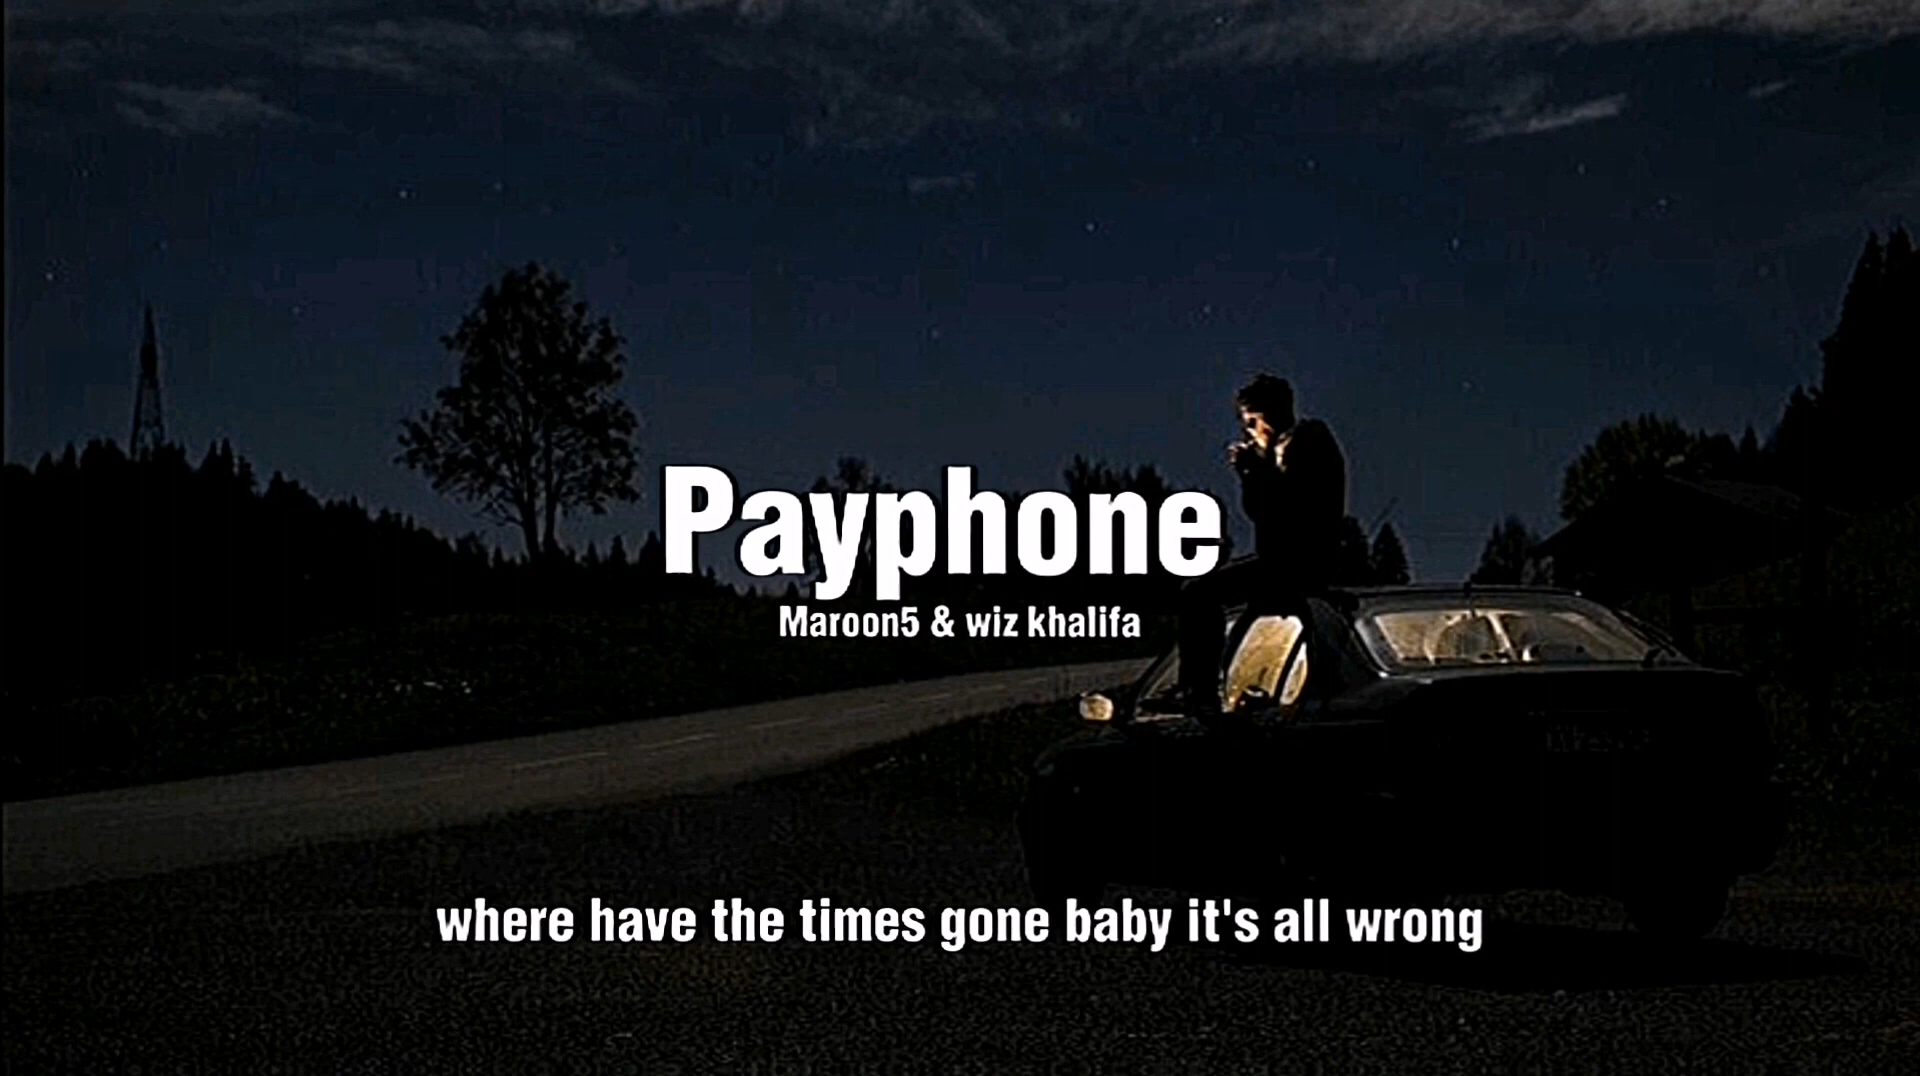 Payphone
Maroon5 & wiz khalifa
where have the times gone baby it's all wrong